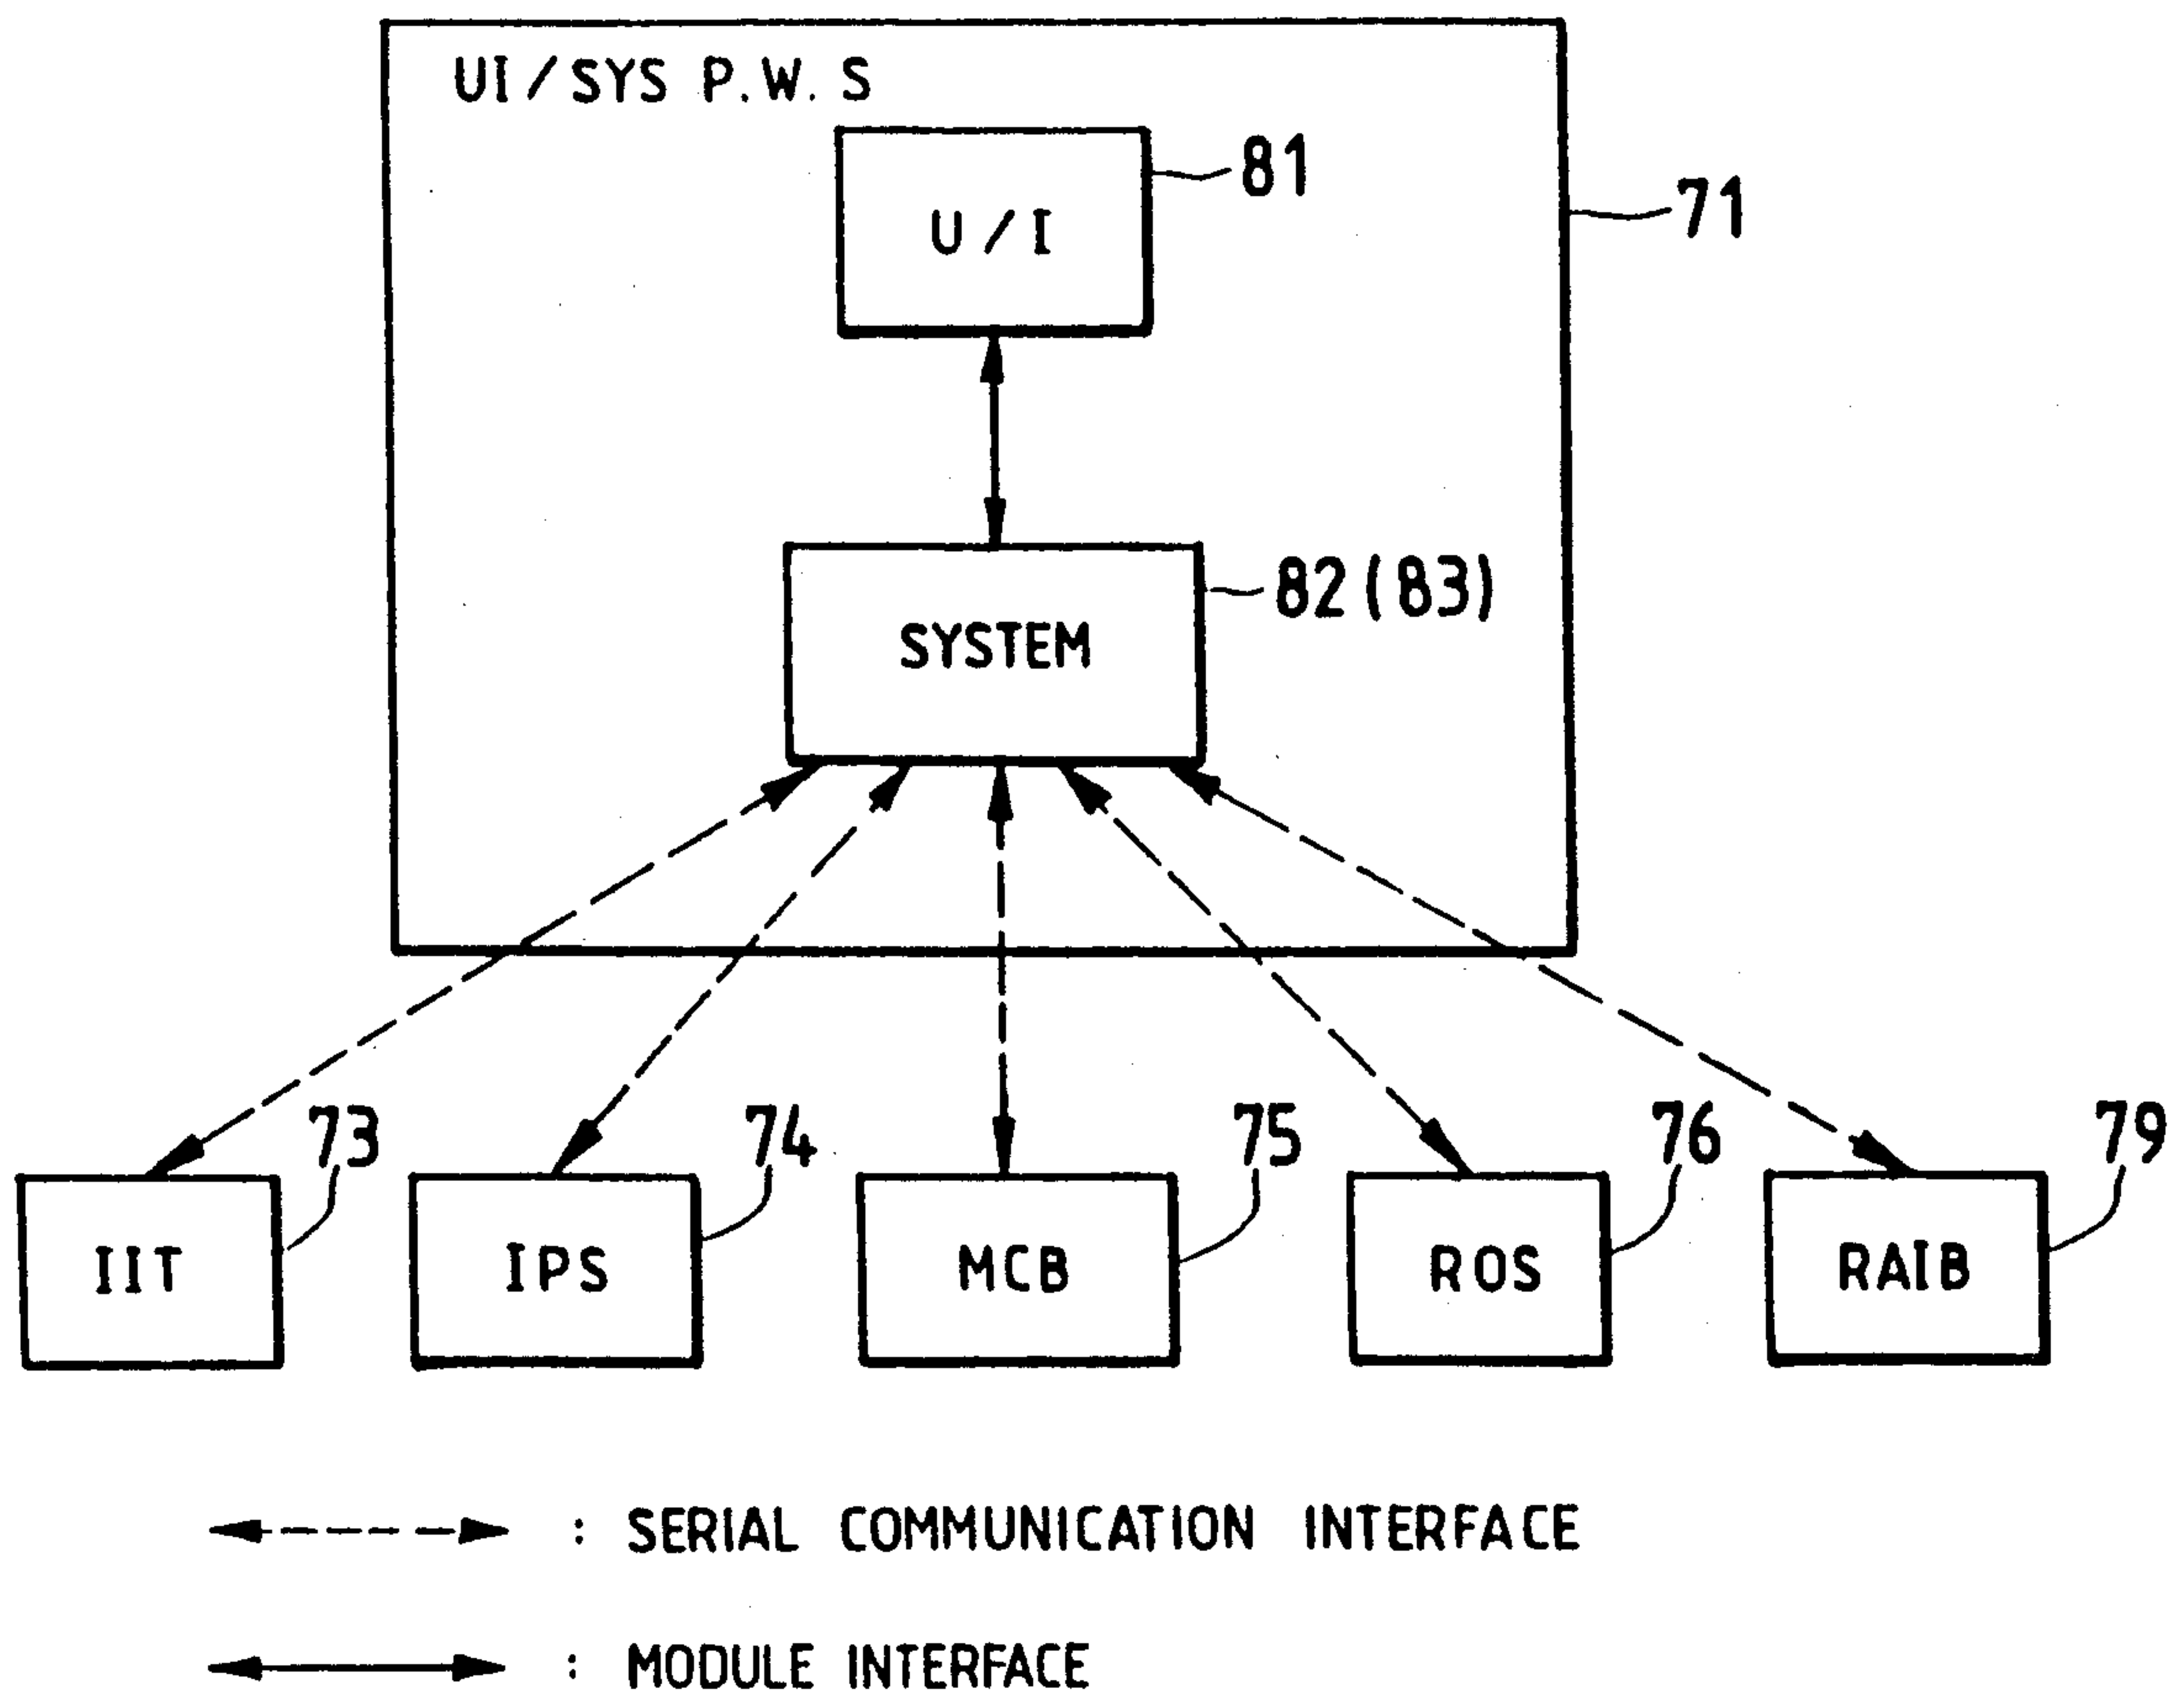 UI/SYS P.W.S
81
71
U/I
82(83)
SYSTEM
73
74
75
76
79
IIT
IPS
MCB
ROS
RAIB
: SERIAL COMMUNICATION INTERFACE
: MODULE INTERFACE